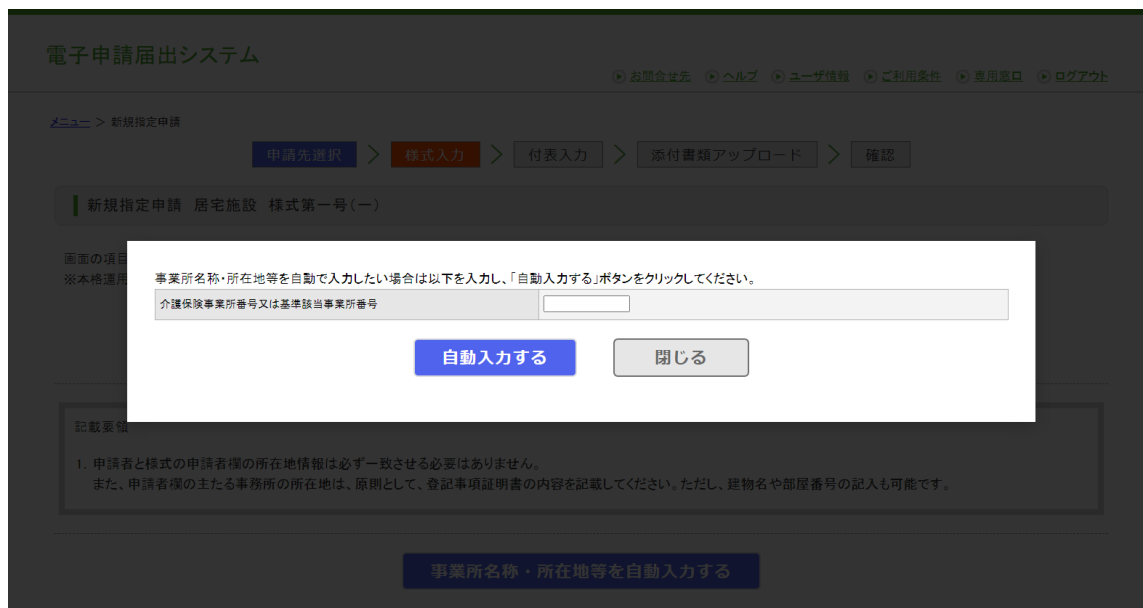 電子申請届出システム
お問合せ先 ヘルプ ユーザ情報 ご利用条件 専用窓口 ログアウト
メニュー > 新規指定申請
申請先選択 > 様式入力 > 付表入力 > 添付書類アップロード > 確認
新規指定申請 居宅施設 様式第一号(一)
画面の項目
※本格運用
事業所名称・所在地等を自動で入力したい場合は以下を入力し、「自動入力する」ボタンをクリックしてください。
介護保険事業所番号又は基準該当事業所番号
自動入力する 閉じる
記載要領
1. 申請者と様式の申請者欄の所在地情報は必ず一致させる必要はありません。
また、申請者欄の主たる事務所の所在地は、原則として、登記事項証明書の内容を記載してください。ただし、建物名や部屋番号の記入も可能です。
事業所名称・所在地等を自動入力する